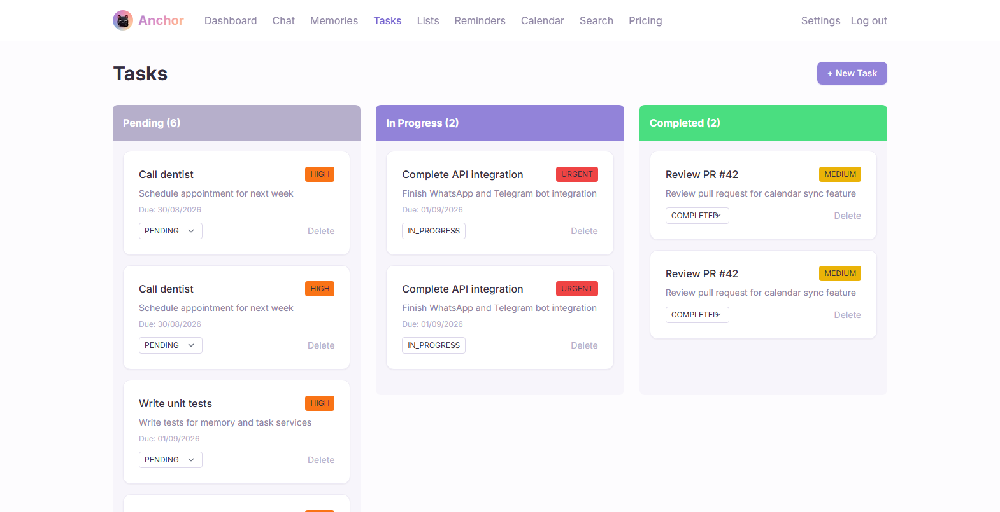 Anchor
Dashboard Chat Memories Tasks Lists Reminders Calendar Search Pricing Settings Log out
Tasks
+ New Task
Pending (6)
Call dentist
HIGH
Schedule appointment for next week
Due: 30/08/2026
PENDING
Delete
Call dentist
HIGH
Schedule appointment for next week
Due: 30/08/2026
PENDING
Delete
Write unit tests
HIGH
Write tests for memory and task services
Due: 01/09/2026
PENDING
Delete
In Progress (2)
Complete API integration
URGENT
Finish WhatsApp and Telegram bot integration
Due: 01/09/2026
IN_PROGRESS
Delete
Complete API integration
URGENT
Finish WhatsApp and Telegram bot integration
Due: 01/09/2026
IN_PROGRESS
Delete
Completed (2)
Review PR #42
MEDIUM
Review pull request for calendar sync feature
COMPLETED
Delete
Review PR #42
MEDIUM
Review pull request for calendar sync feature
COMPLETED
Delete